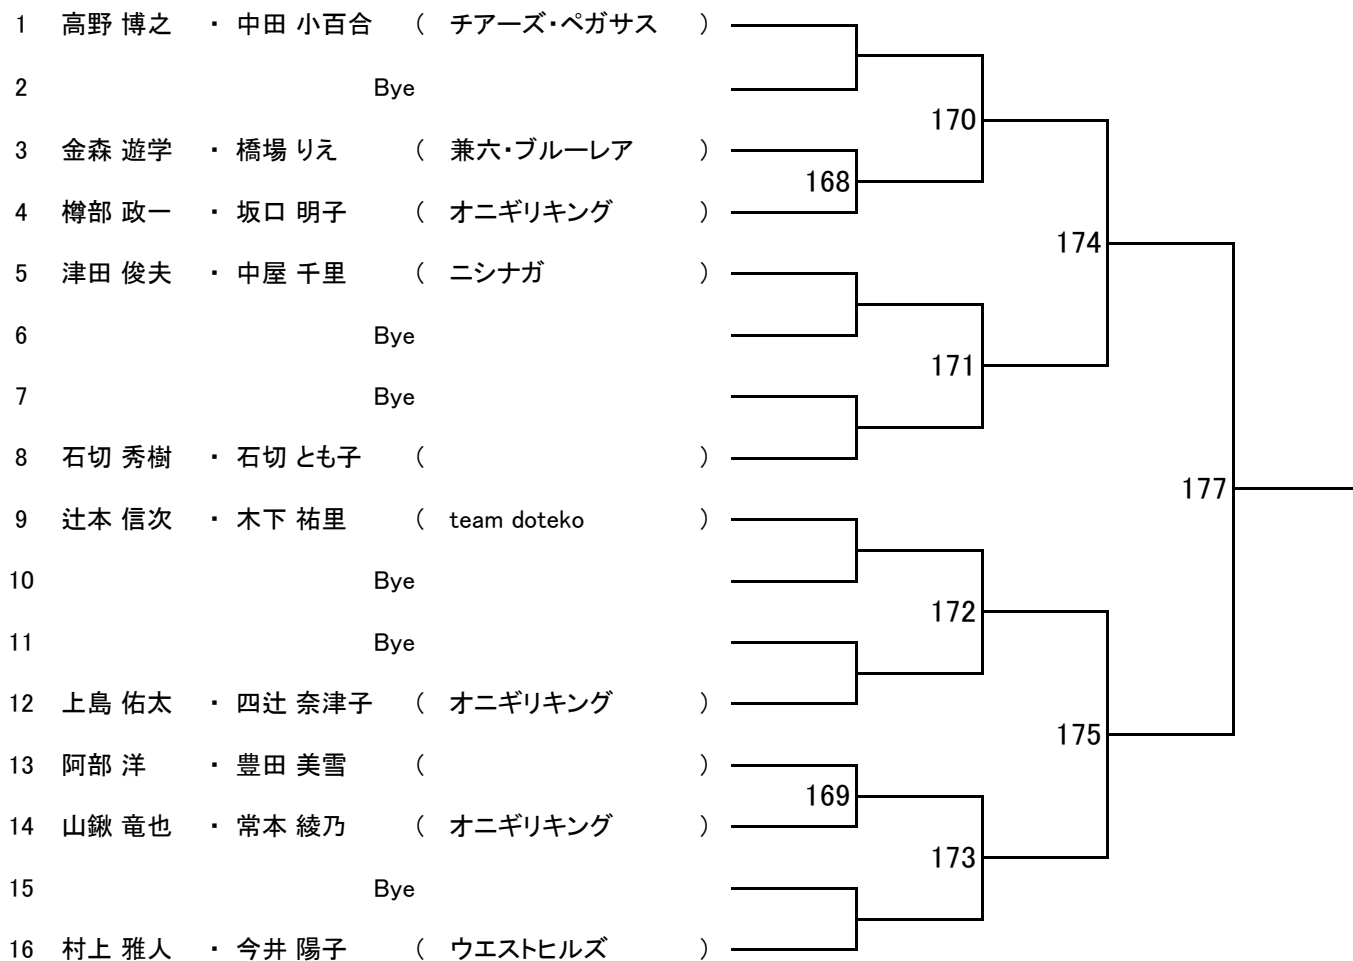 1 高野 博之 ・ 中田 小百合 ( チアーズ・ペガサス )
2 Bye
170
3 金森 遊学 ・ 橋場 りえ ( 兼六・ブルーレア )
168
4 樽部 政一 ・ 坂口 明子 ( オニギリキング )
174
5 津田 俊夫 ・ 中屋 千里 ( ニシナガ )
6 Bye
171
7 Bye
8 石切 秀樹 ・ 石切 とも子 ( )
177
9 辻本 信次 ・ 木下 祐里 ( team doteko )
10 Bye
172
11 Bye
12 上島 佑太 ・ 四辻 奈津子 ( オニギリキング )
175
13 阿部 洋 ・ 豊田 美雪 ( )
169
14 山鍬 竜也 ・ 常本 綾乃 ( オニギリキング )
173
15 Bye
16 村上 雅人 ・ 今井 陽子 ( ウエストヒルズ )